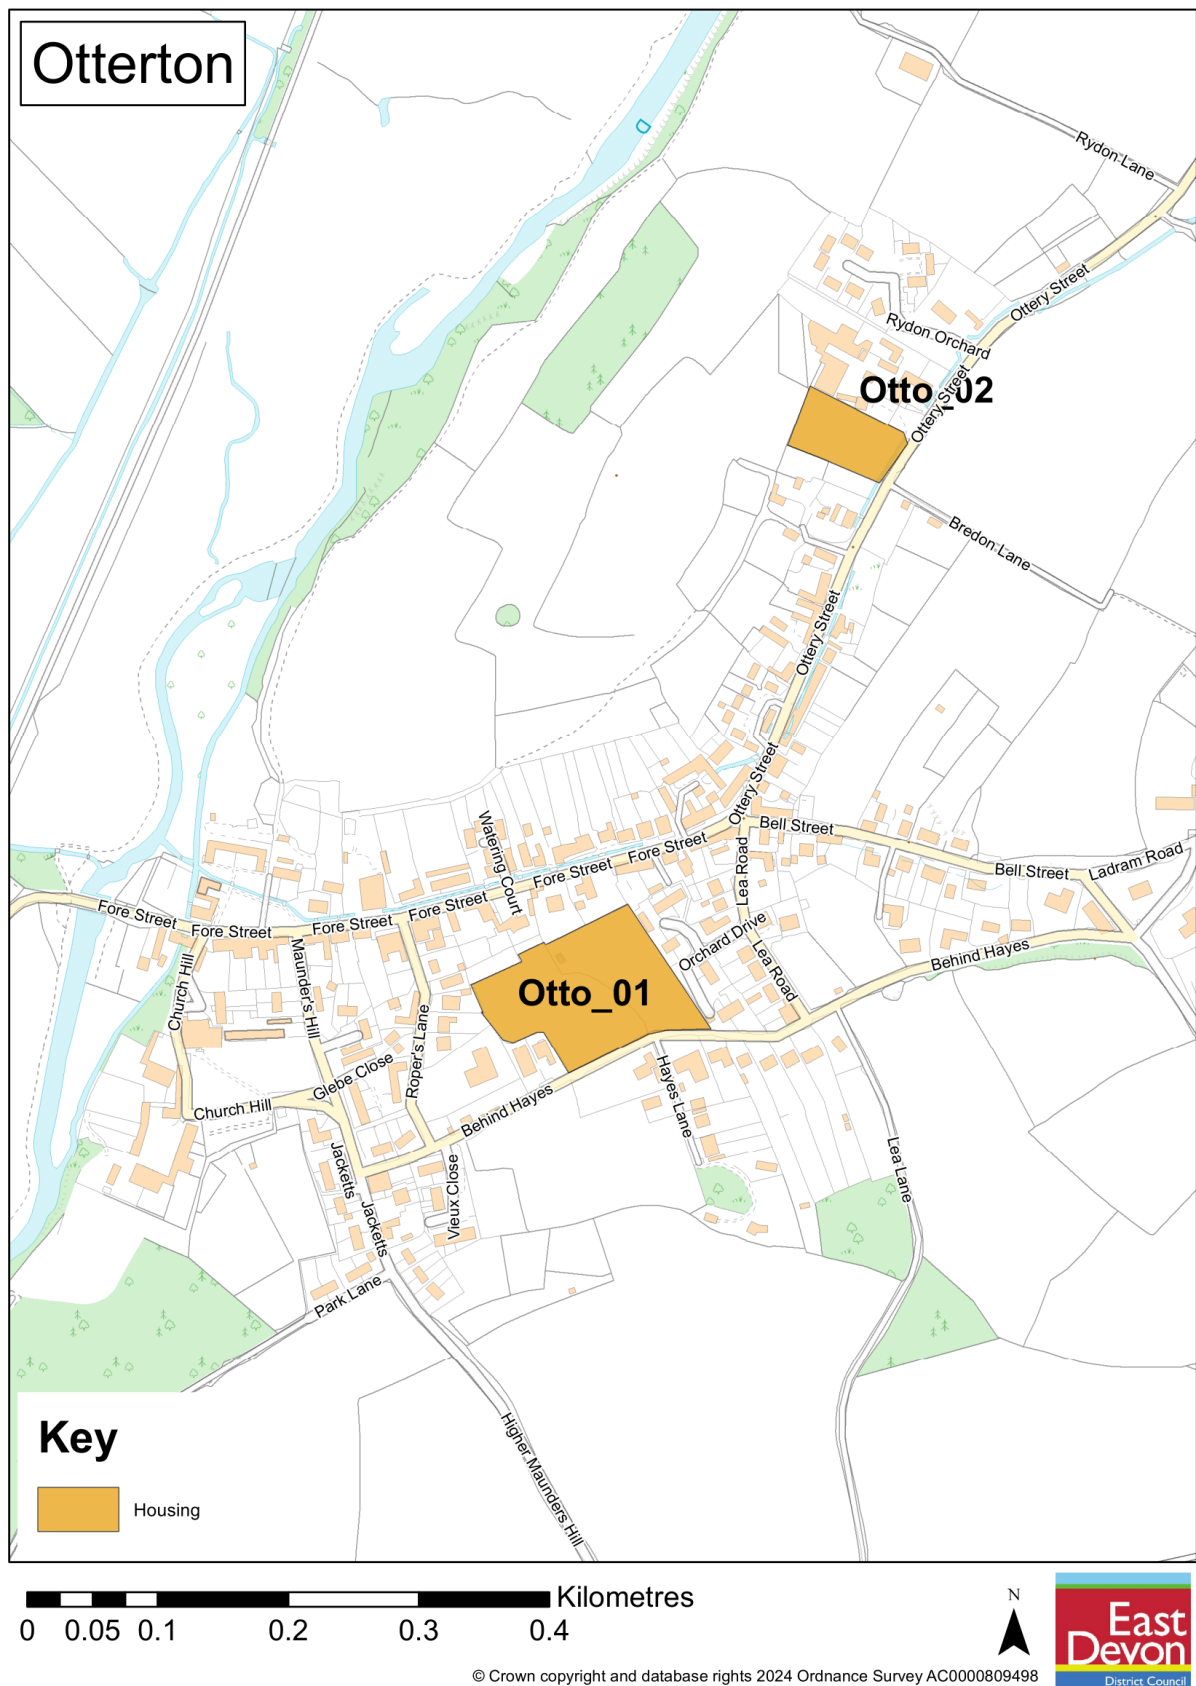 Otterton
Rydon Lane
Ottery Street
Rydon Orchard
Otto_02
Ottery Street
Bredon Lane
Ottery Street
Ottery Street
Watering Court
Bell Street
Fore Street
Fore Street
Lea Road
Bell Street
Ladram Road
Fore Street
Fore Street
Fore Street
Fore Street
Orchard Drive
Behind Hayes
Church Hill
Maunder's Hill
Otto_01
Lea Road
Roper's Lane
Glebe Close
Hayes Lane
Church Hill
Behind Hayes
Jacketts
Vieux Close
Lea Lane
Jacketts
Park Lane
Higher Maunders Hill
Key
Housing
Kilometres
0 0.05 0.1 0.2 0.3 0.4
N
East
Devon
District Council
© Crown copyright and database rights 2024 Ordnance Survey AC0000809498